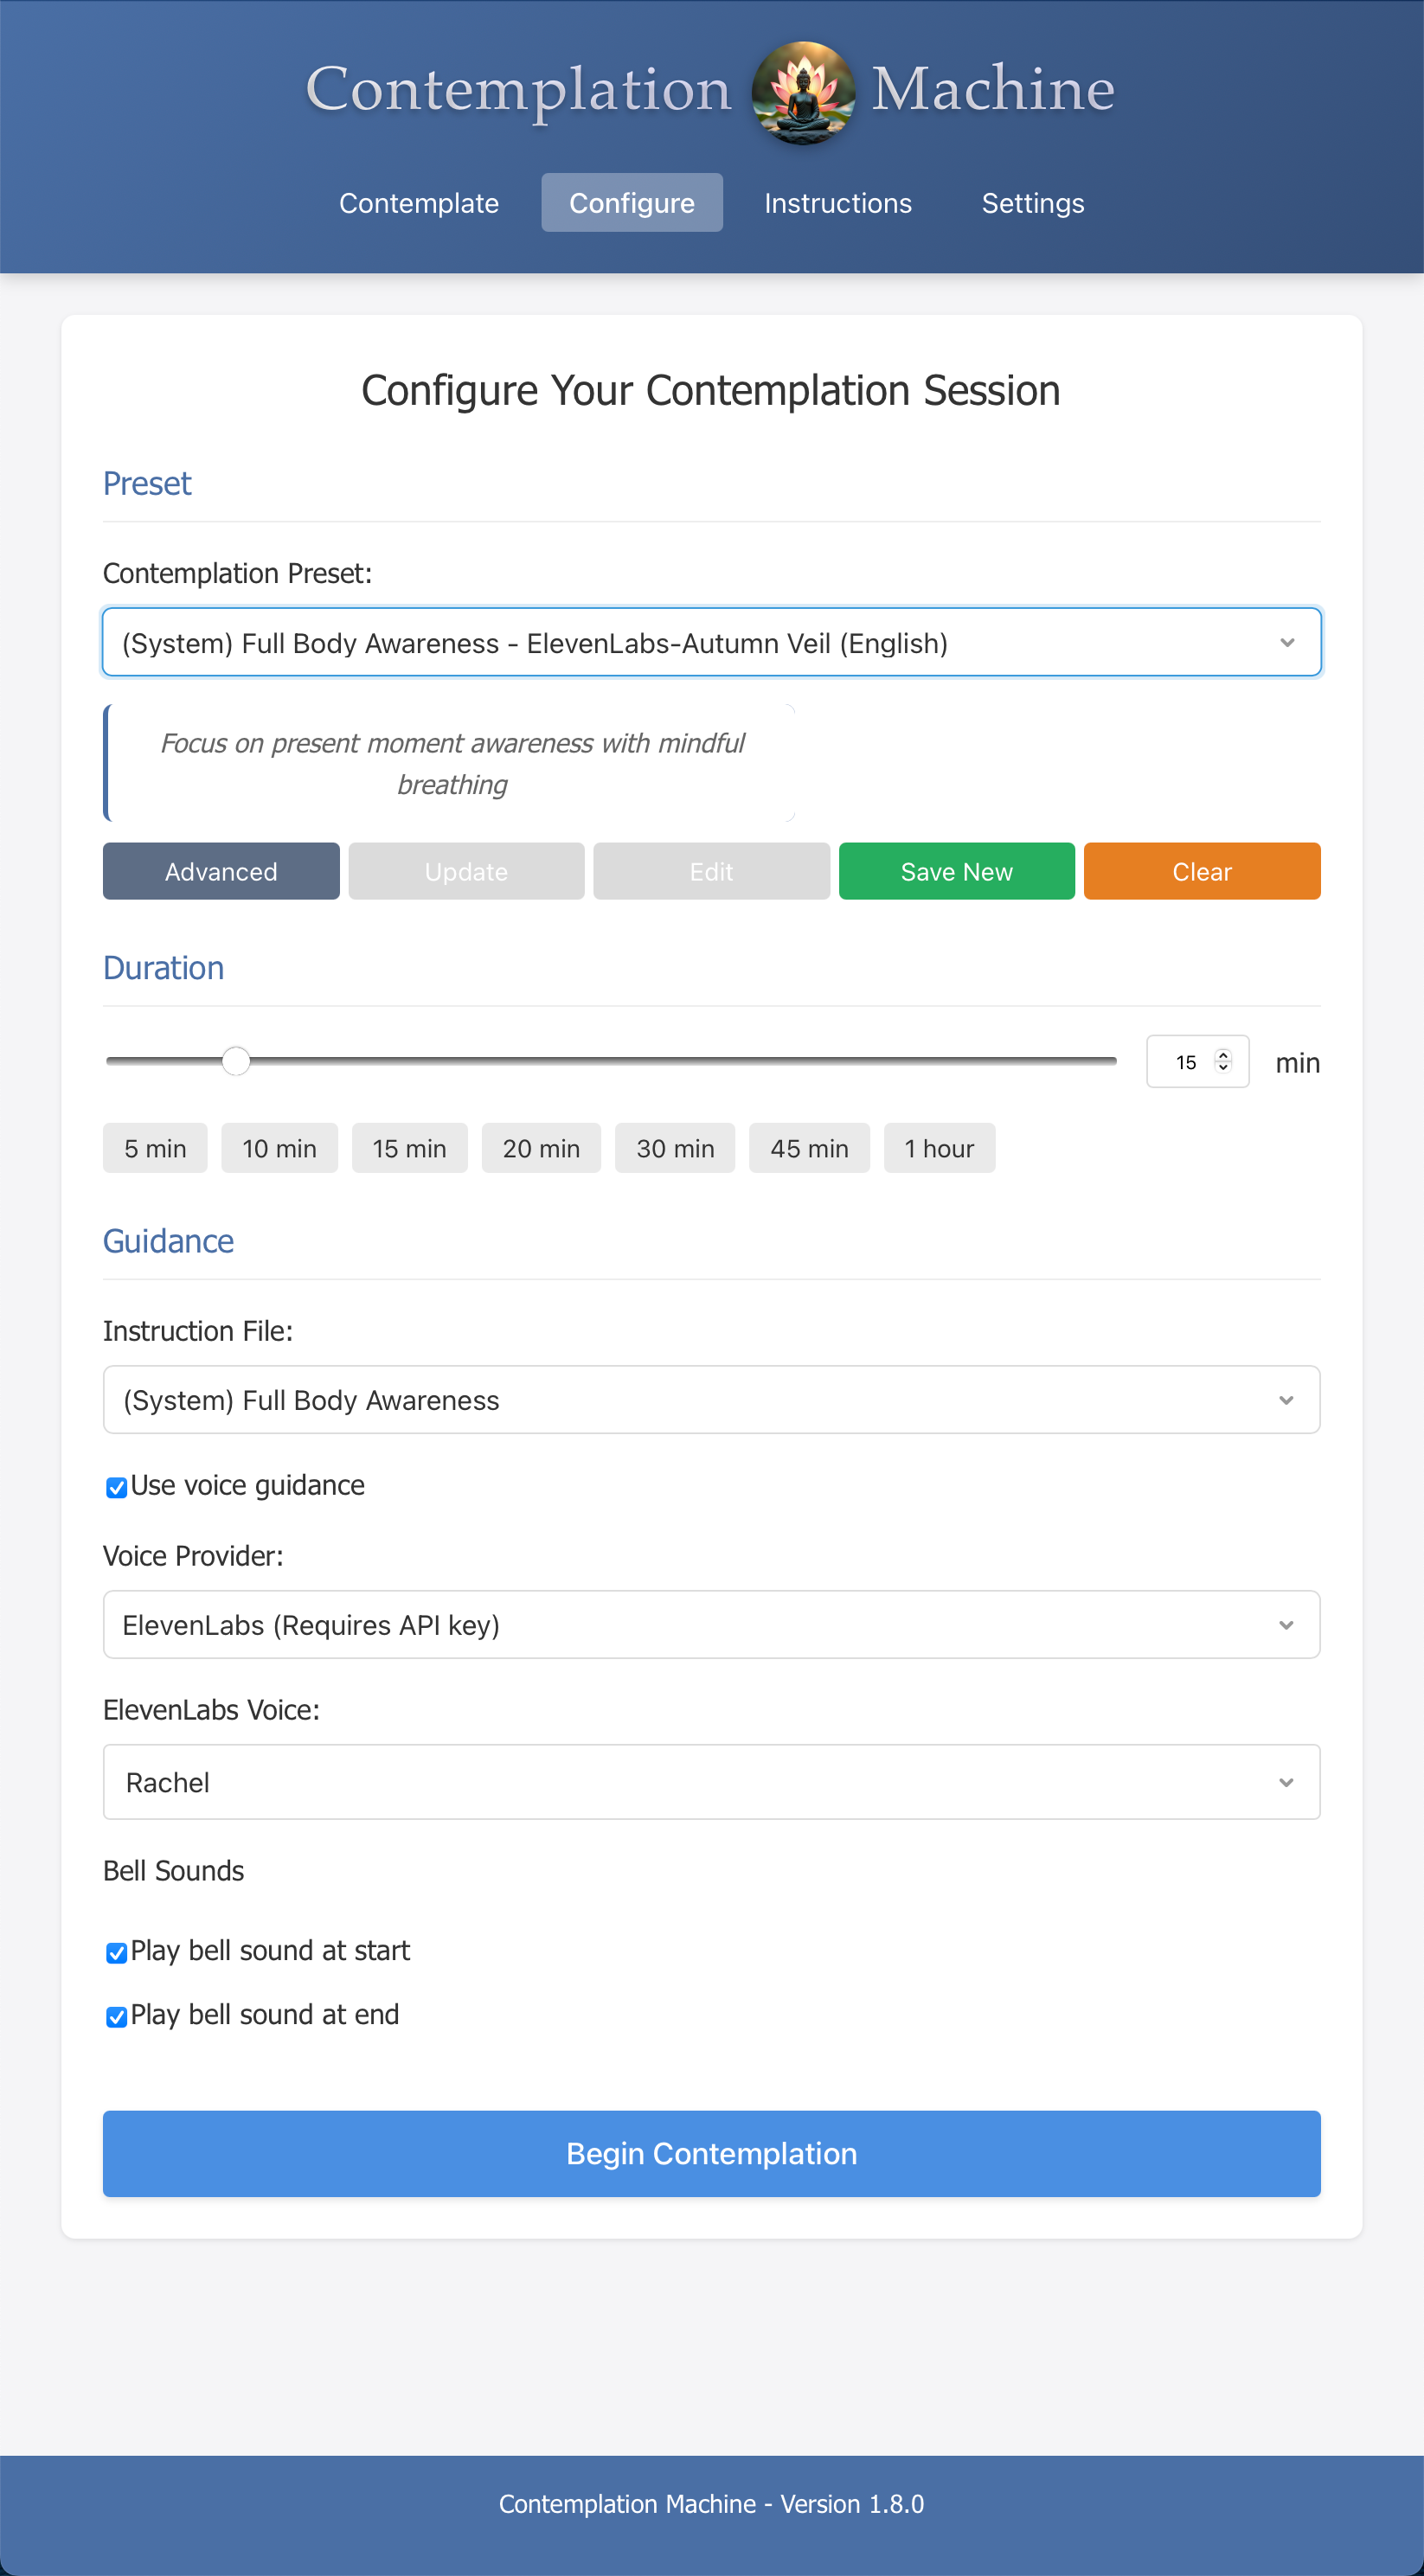 Contemplation Machine
Contemplate Configure Instructions Settings
Configure Your Contemplation Session
Preset
Contemplation Preset:
(System) Full Body Awareness - ElevenLabs-Autumn Veil (English)
Focus on present moment awareness with mindful
breathing
Advanced Update Edit Save New Clear
Duration
15 min
5 min 10 min 15 min 20 min 30 min 45 min 1 hour
Guidance
Instruction File:
(System) Full Body Awareness
Use voice guidance
Voice Provider:
ElevenLabs (Requires API key)
ElevenLabs Voice:
Rachel
Bell Sounds
Play bell sound at start
Play bell sound at end
Begin Contemplation
Contemplation Machine - Version 1.8.0